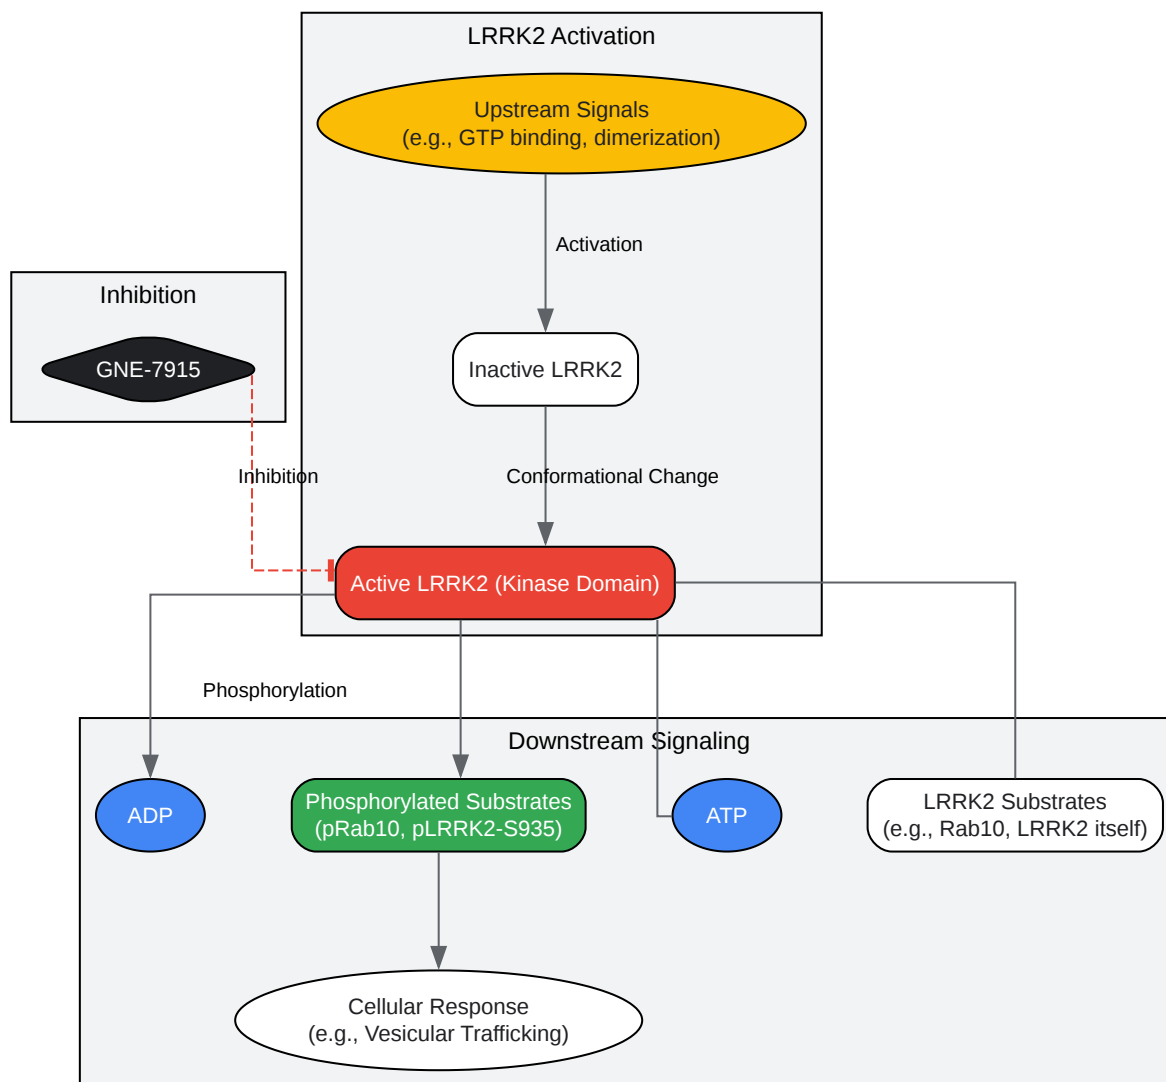 LRRK2 Activation
Upstream Signals
(e.g., GTP binding, dimerization)
Activation
Inhibition
GNE-7915
Inactive LRRK2
Inhibition
Conformational Change
Active LRRK2 (Kinase Domain)
Phosphorylation
Downstream Signaling
ADP
Phosphorylated Substrates
(pRab10, pLRRK2-S935)
ATP
LRRK2 Substrates
(e.g., Rab10, LRRK2 itself)
Cellular Response
(e.g., Vesicular Trafficking)